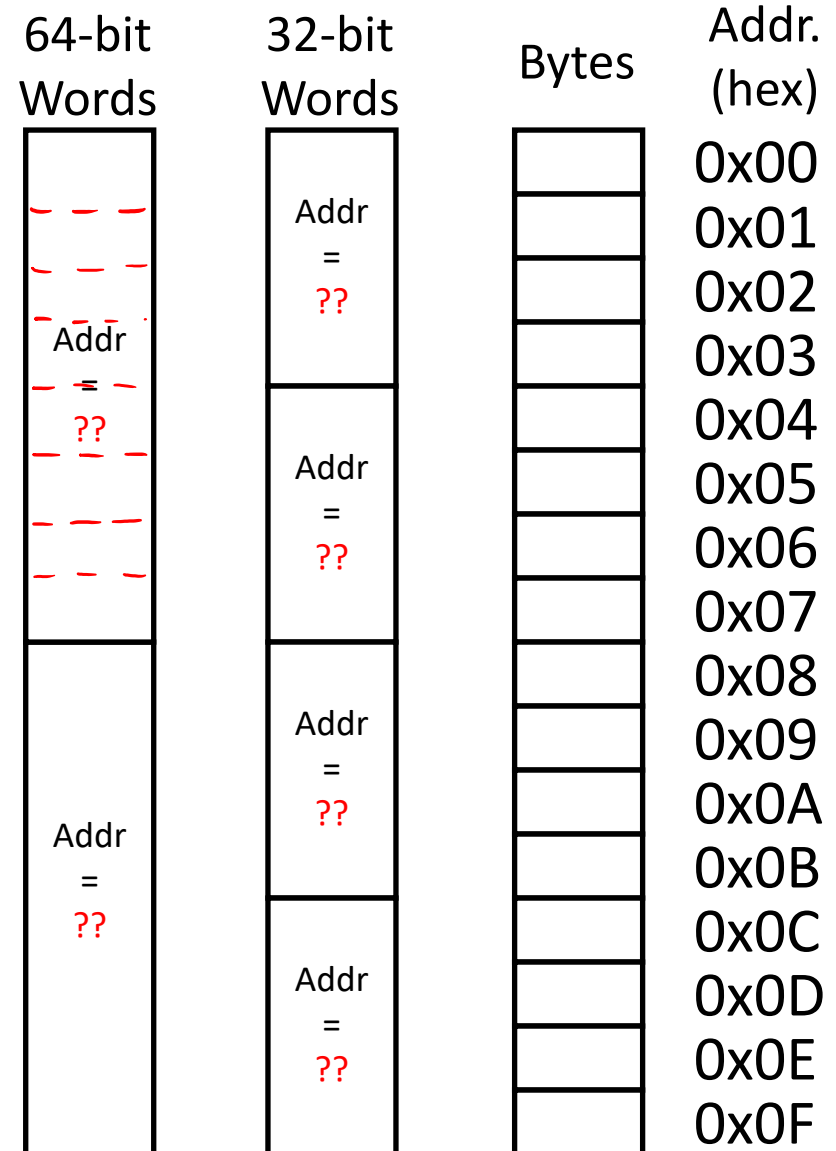 64-bit
Words
32-bit
Words
Bytes
Addr.
(hex)
Addr
=
??
Addr
=
??
Addr
=
??
Addr
=
??
Addr
=
??
Addr
=
??
0x00
0x01
0x02
0x03
0x04
0x05
0x06
0x07
0x08
0x09
0x0A
0x0B
0x0C
0x0D
0x0E
0x0F